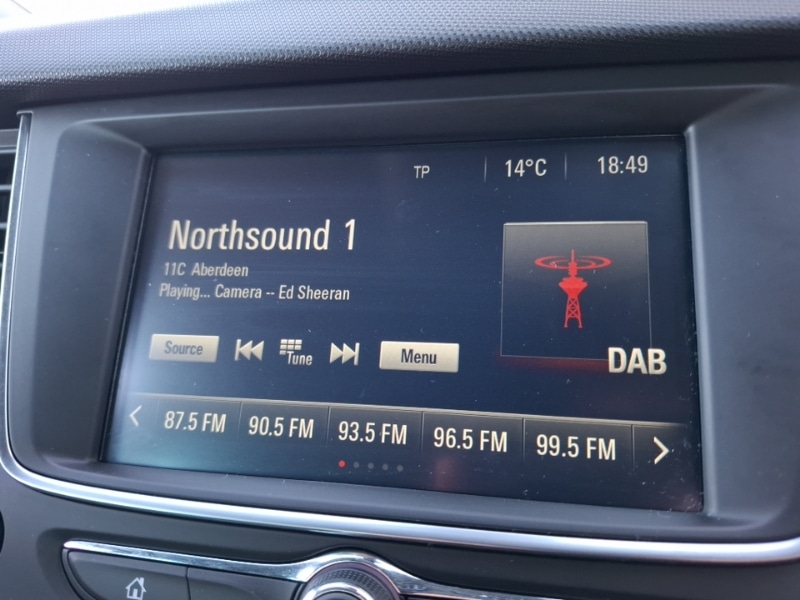 TP 14°C 18:49
Northsound 1
11C Aberdeen
Playing... Camera -- Ed Sheeran
Source Tune Menu
DAB
87.5 FM 90.5 FM 93.5 FM 96.5 FM 99.5 FM